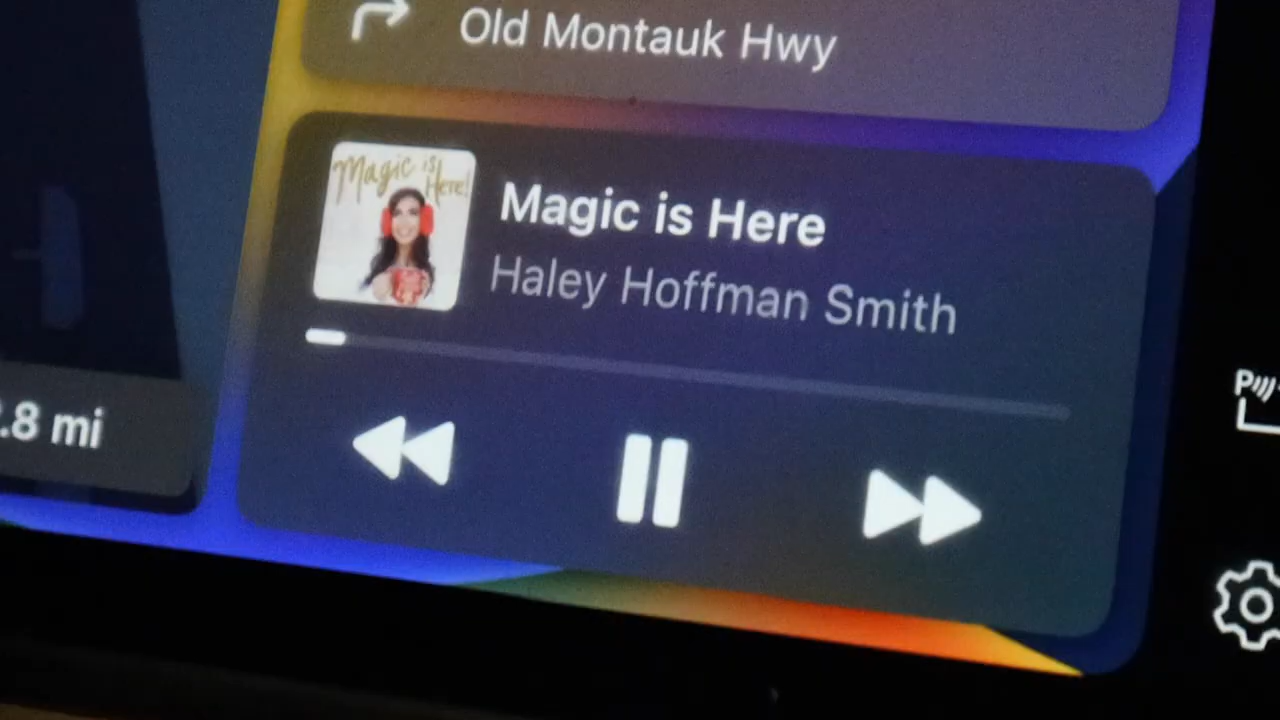 Old Montauk Hwy
Magic is
Here!
Magic is Here
Haley Hoffman Smith
.8 mi
P